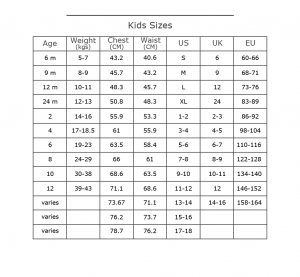 Kids Sizes
Age Weight (kgs) Chest (CM) Waist (CM) US UK EU
6 m 5-7 43.2 40.6 S 6 60-66
9 m 8-9 45.7 43.2 M 9 68-71
12 m 10-11 48.3 45.7 L 12 73-76
24 m 12-13 50.8 48.3 XL 24 83-89
2 14-16 55.9 53.3 1-2 2-3 86-92
4 17-18.5 61 55.9 3-4 4-5 98-104
6 19-23 63.5 58.4 5-6 6-7 110-116
8 24-29 66 61 7-8 8-9 122-128
10 30-38 68.6 63.5 9-10 10-11 134-140
12 39-43 71.1 68.6 11-12 12 146-152
varies 73.67 71.1 13-14 14-16 158-164
varies 76.2 73.7 15-16
varies 78.7 76.2 17-18